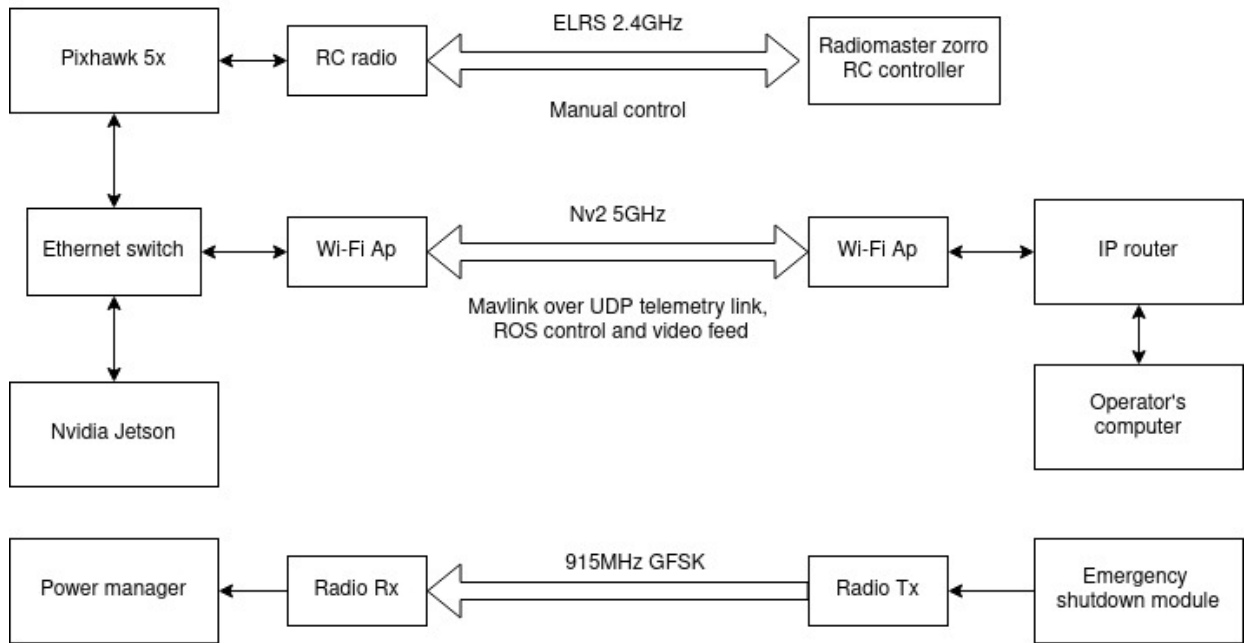 ELRS 2.4GHz
Pixhawk 5x
RC radio
Radiomaster zorro
RC controller
Manual control
Nv2 5GHz
Ethernet switch
Wi-Fi Ap
Wi-Fi Ap
IP router
Mavlink over UDP telemetry link,
ROS control and video feed
Nvidia Jetson
Operator's
computer
915MHz GFSK
Power manager
Radio Rx
Radio Tx
Emergency
shutdown module